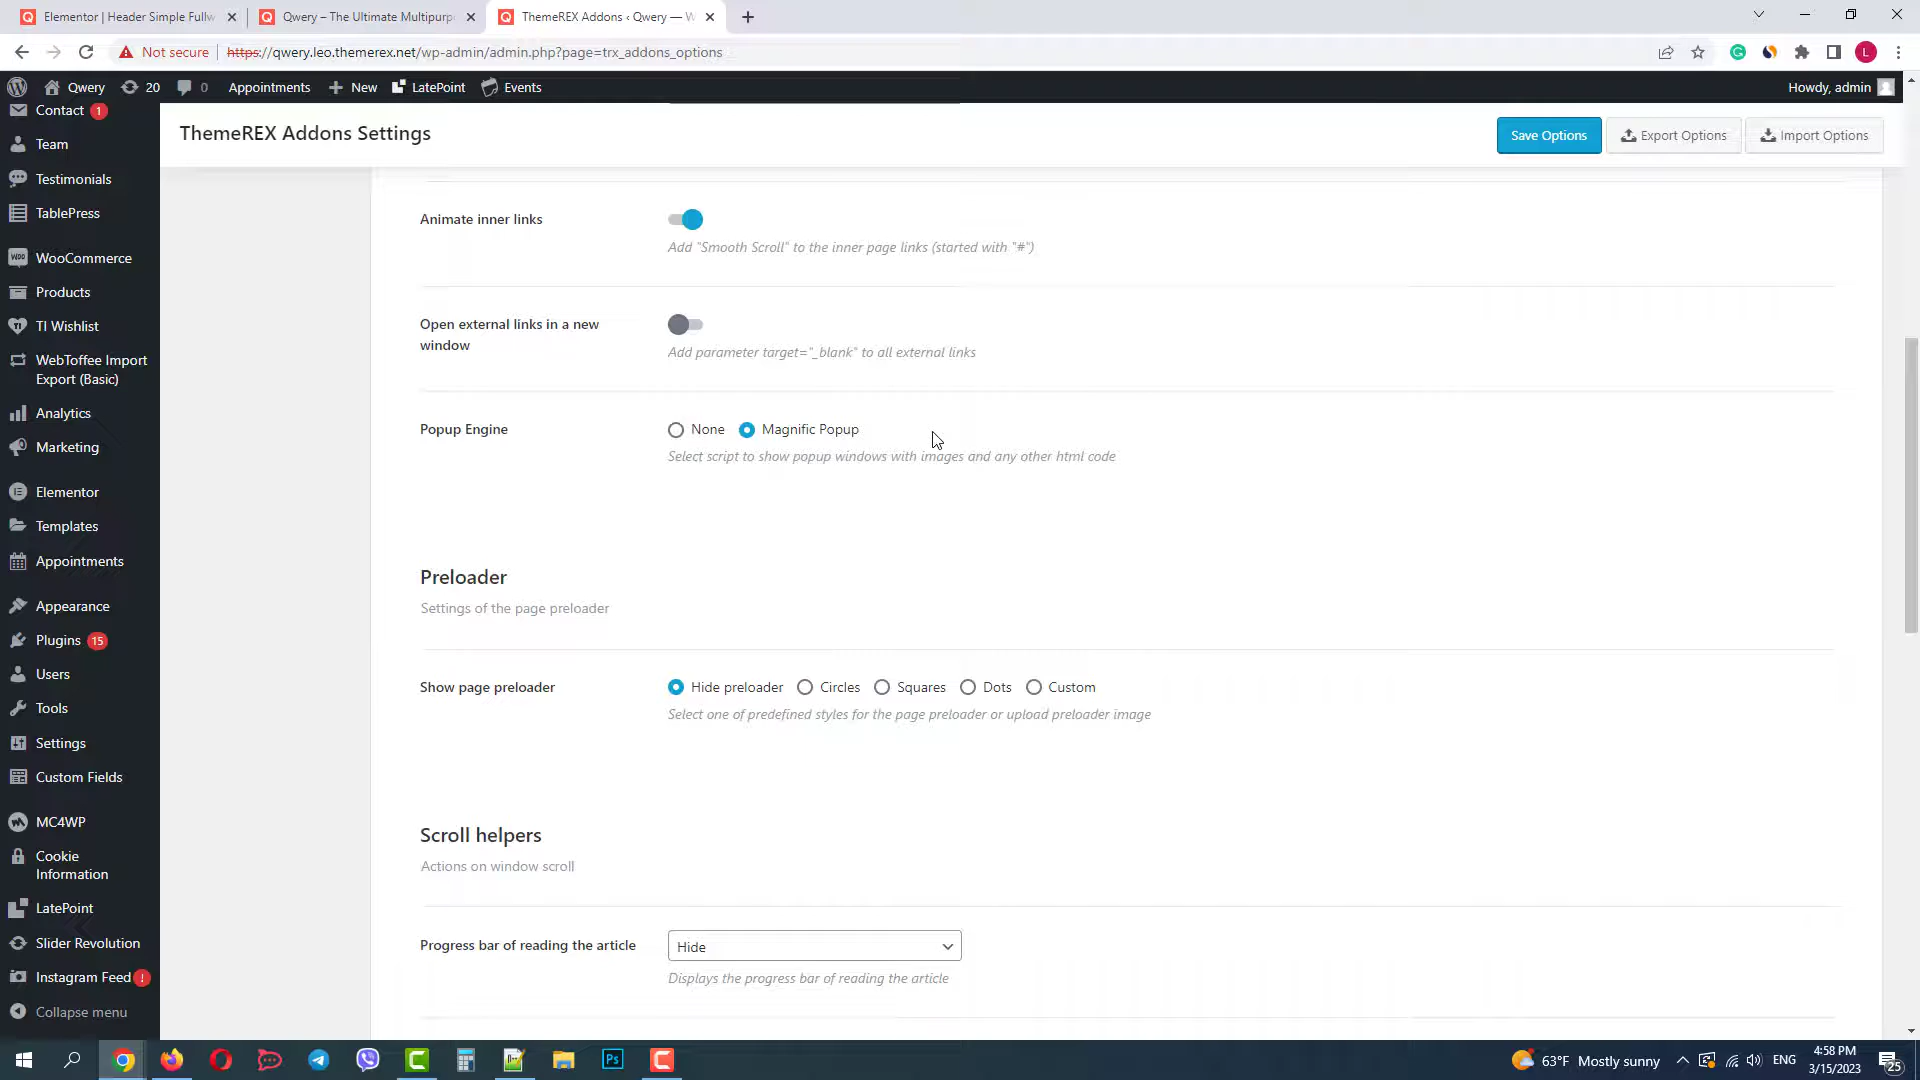 Elementor | Header Simple Fullw
Qwery – The Ultimate Multipurp
ThemeREX Addons ‹ Qwery — W
Not secure
https://qwery.leo.themerex.net/wp-admin/admin.php?page=trx_addons_options
L
Qwery
20
0
Appointments
New
LatePoint
Events
Howdy, admin
Contact 1
Team
Testimonials
TablePress
WooCommerce
Products
TI Wishlist
WebToffee Import
Export (Basic)
Analytics
Marketing
Elementor
Templates
Appointments
Appearance
Plugins 15
Users
Tools
Settings
Custom Fields
MC4WP
Cookie
Information
LatePoint
Slider Revolution
Instagram Feed !
Collapse menu
ThemeREX Addons Settings
Save Options
Export Options
Import Options
Animate inner links
Add "Smooth Scroll" to the inner page links (started with "#")
Open external links in a new
window
Add parameter target="_blank" to all external links
Popup Engine
None Magnific Popup
Select script to show popup windows with images and any other html code
Preloader
Settings of the page preloader
Show page preloader
Hide preloader Circles Squares Dots Custom
Select one of predefined styles for the page preloader or upload preloader image
Scroll helpers
Actions on window scroll
Progress bar of reading the article
Hide
Displays the progress bar of reading the article
Ps
63°F Mostly sunny
ENG
4:58 PM
3/15/2023
25